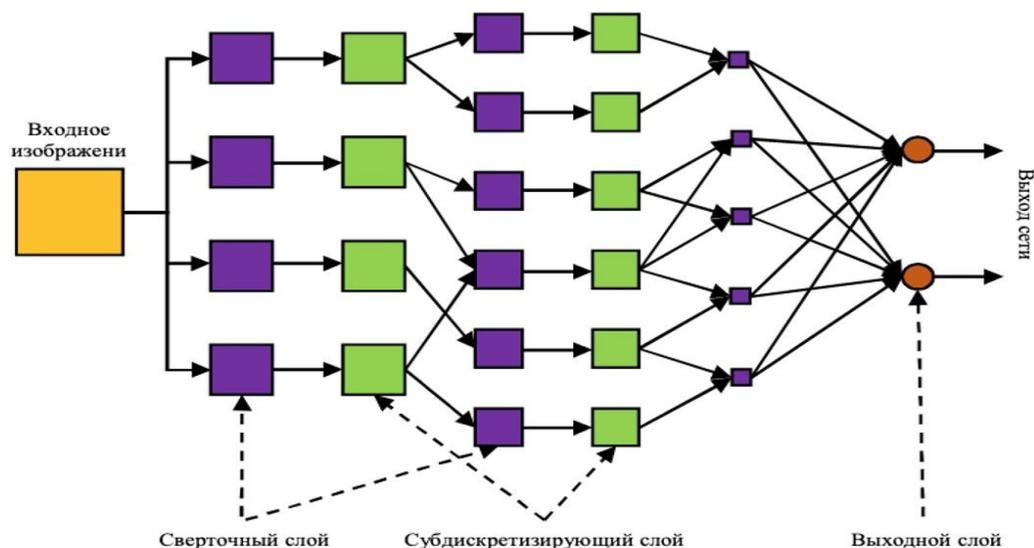 Входное
изображени
Выход сети
Сверточный слой
Субдискретизирующий слой
Выходной слой